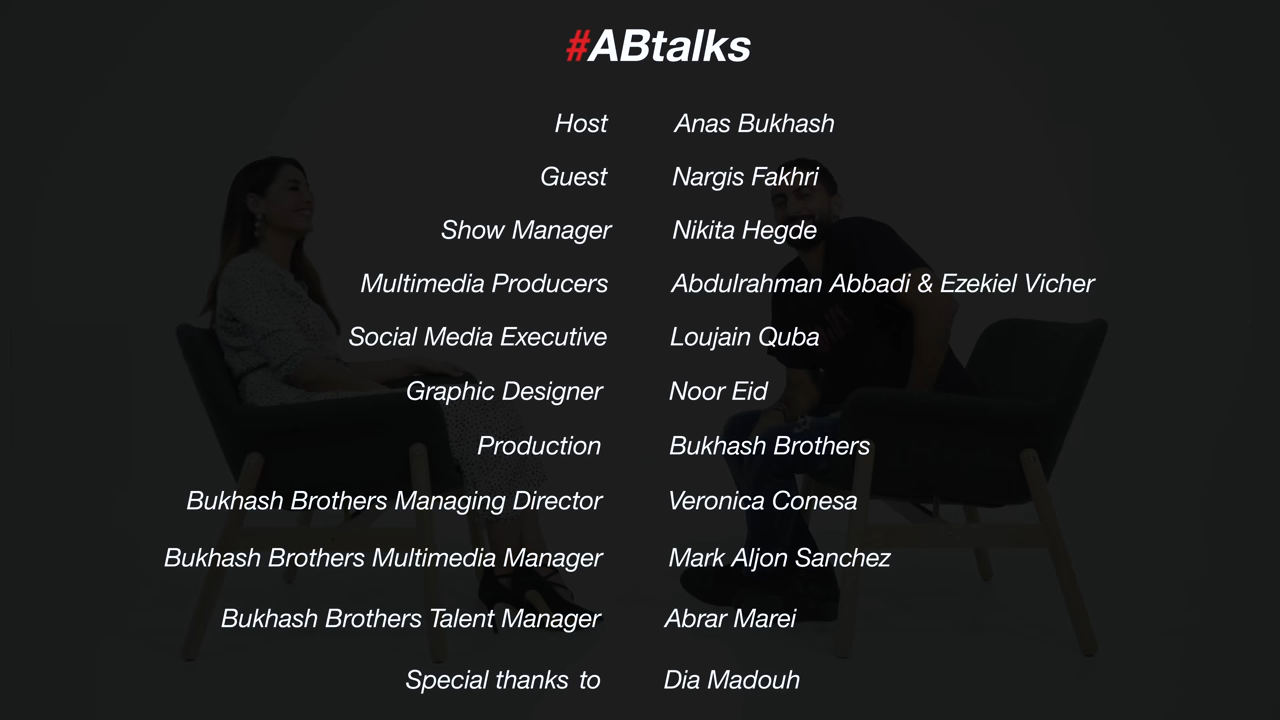 #ABtalks
Host Anas Bukhash
Guest Nargis Fakhri
Show Manager Nikita Hegde
Multimedia Producers Abdulrahman Abbadi & Ezekiel Vicher
Social Media Executive Loujain Quba
Graphic Designer Noor Eid
Production Bukhash Brothers
Bukhash Brothers Managing Director Veronica Conesa
Bukhash Brothers Multimedia Manager Mark Aljon Sanchez
Bukhash Brothers Talent Manager Abrar Marei
Special thanks to Dia Madouh